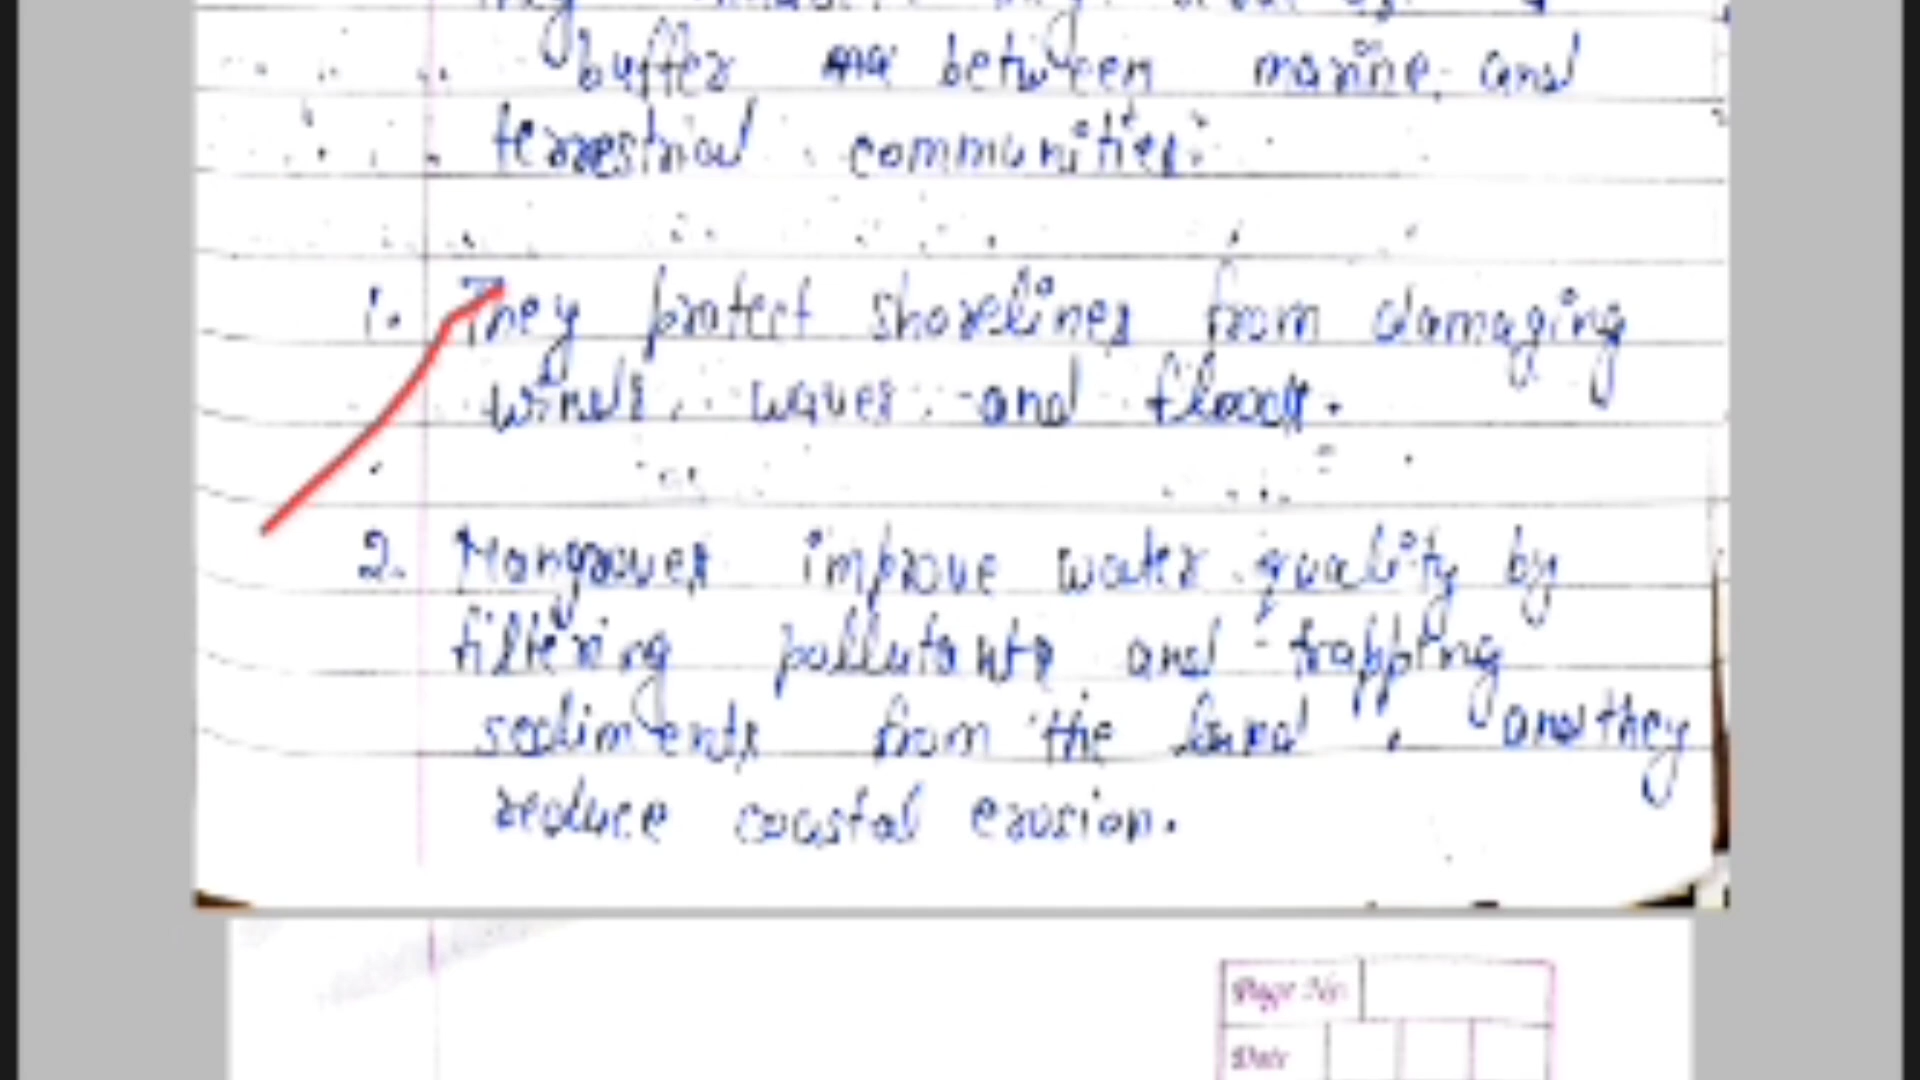 buffer between marine and
terrestrial communities.
1. They protect shorelines from damaging
winds, waves and floods.
2. Mangroves improve water quality by
filtering pollutants and trapping
sediments from the land, and they
reduce coastal erosion.
Page No.
Date